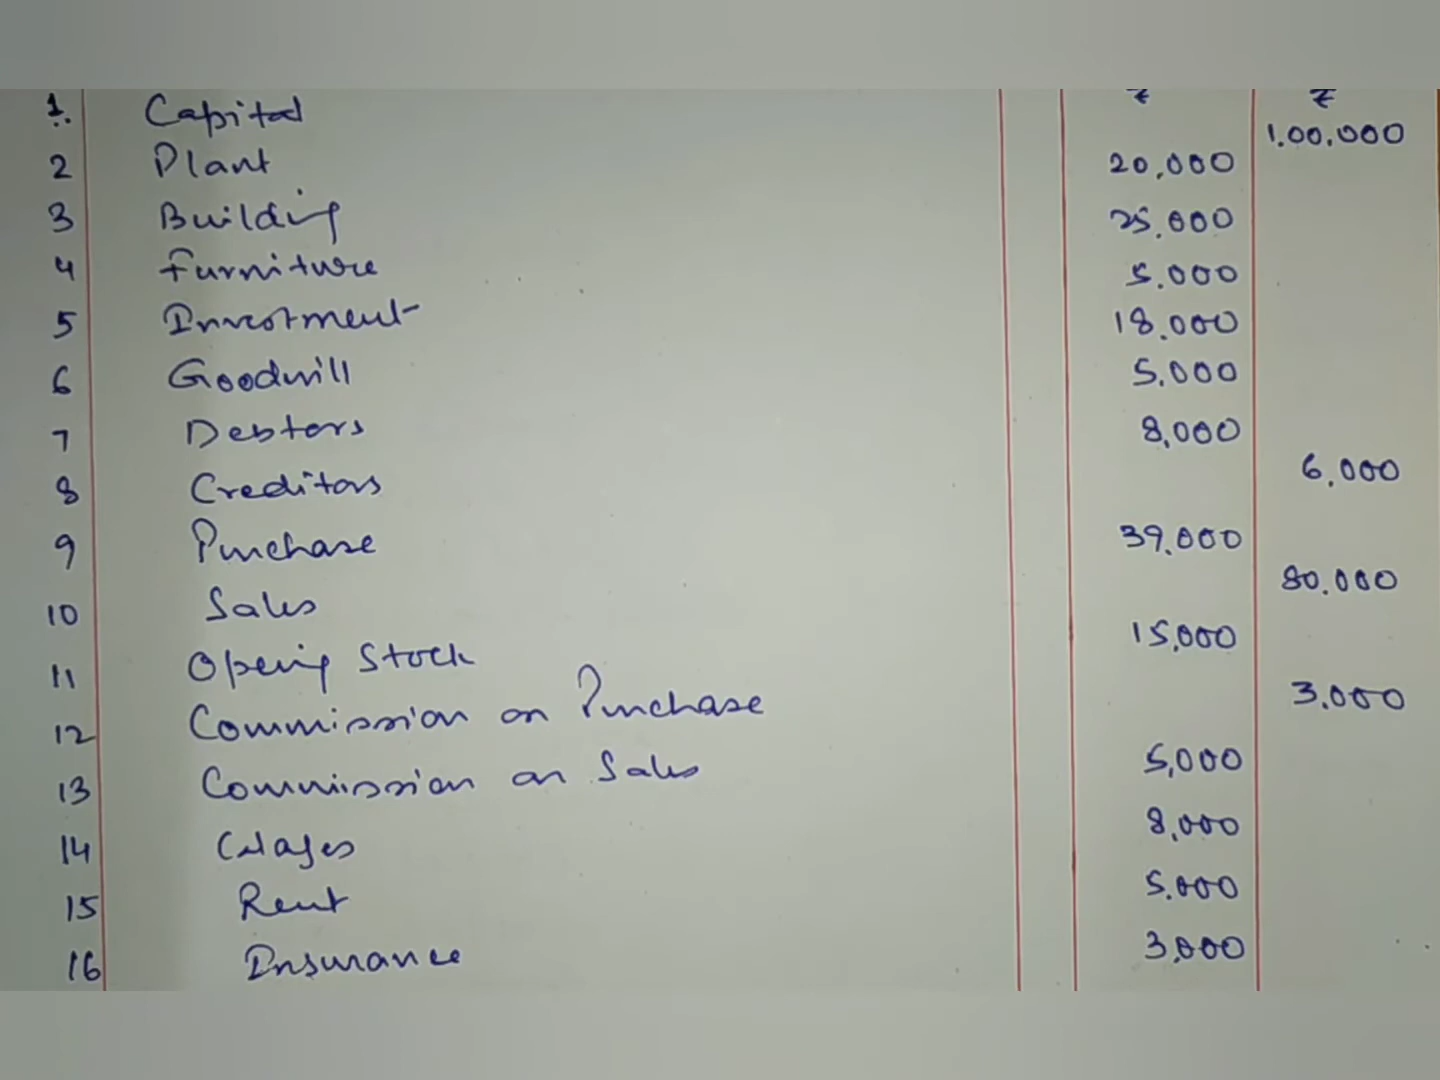 ₹ ₹
1. Capital 1.00.000
2 Plant 20,000
3 Building 25.000
4 Furniture 5.000
5 Investment 18.000
6 Goodwill 5.000
7 Debtors 8,000
8 Creditors 6.000
9 Purchase 39.000
10 Sales 80.000
11 Opening Stock 15,000
12 Commission on Purchase 3.000
13 Commission on Sales 5,000
14 Wages 8,000
15 Rent 5.000
16 Insurance 3,000